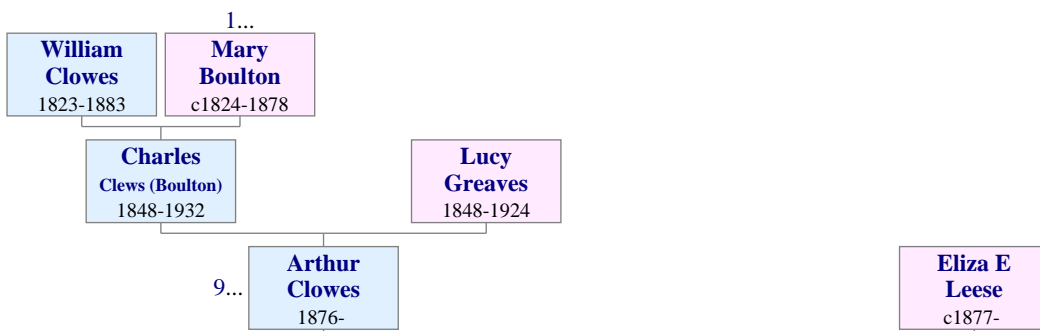 1...
William
Clowes
1823-1883
Mary
Boulton
c1824-1878
Charles
Clews (Boulton)
1848-1932
Lucy
Greaves
1848-1924
9...
Arthur
Clowes
1876-
Eliza E
Leese
c1877-